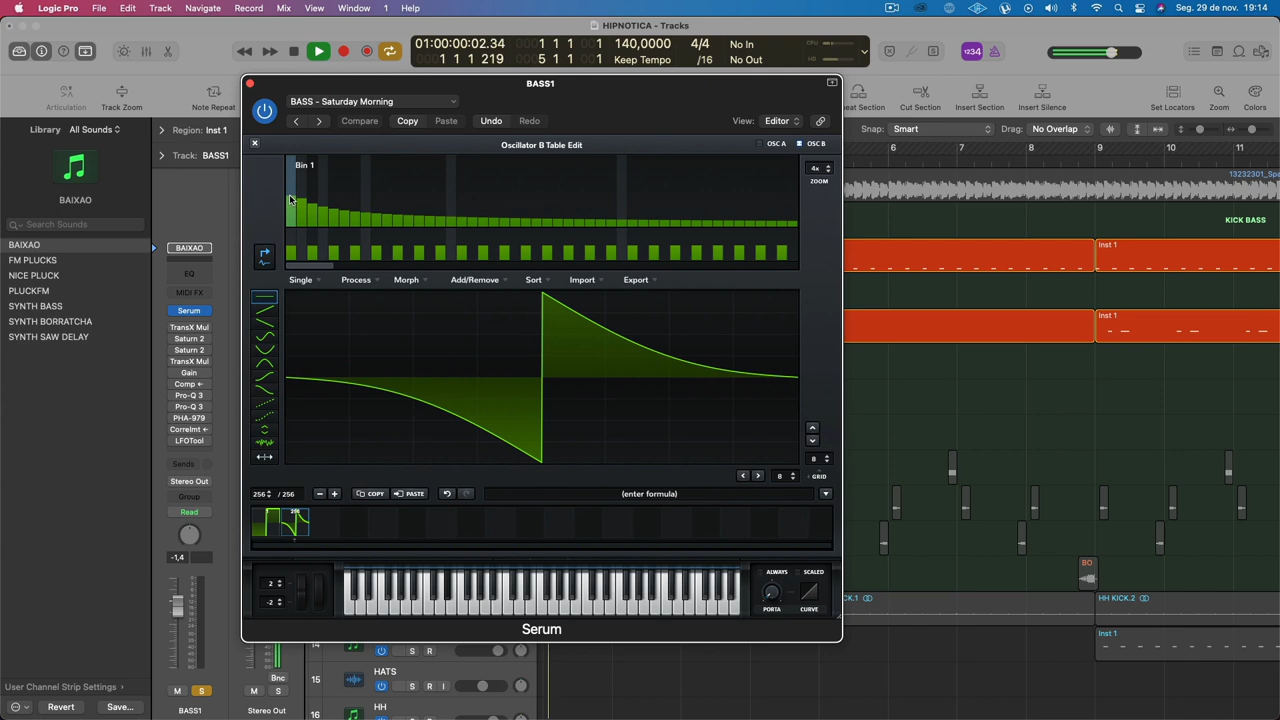 Logic Pro File Edit Track Navigate Record Mix View Window 1 Help Seg. 29 de nov. 19:14
HIPNOTICA - Tracks
01:00:00:02.34 1 1 1 140,0000 4/4 No In CPU
1 1 1 219 5 1 1 Keep Tempo /16 No Out HD
1234
Articulation Track Zoom Note Repeat Repeat Section Cut Section Insert Section Insert Silence Set Locators Zoom Colors
Library All Sounds
Region: Inst 1
Track: BASS1
BAIXAO
Search Sounds
BAIXAO
FM PLUCKS
NICE PLUCK
PLUCKFM
SYNTH BASS
SYNTH BORRATCHA
SYNTH SAW DELAY
User Channel Strip Settings
Revert Save...
BAIXAO
EQ
MIDI FX
Serum
TransX Mul
Saturn 2
Saturn 2
TransX Mul
Gain
Comp
Pro-Q 3
Pro-Q 3
PHA-979
Correlmt
LFOTool
Sends
Stereo Out
Group
Read
-1,4
Bnc
M S M S
BASS1 Stereo Out
BASS1
BASS - Saturday Morning
Compare Copy Paste Undo Redo View: Editor
Oscillator B Table Edit OSC A OSC B
Bin 1
4x
ZOOM
Single Process Morph Add/Remove Sort Import Export
8
8 GRID
256 / 256 COPY PASTE (enter formula)
1 256
2
-2
ALWAYS SCALED
PORTA CURVE
Serum
Snap: Smart Drag: No Overlap
6 7 8 9 10 11
13232301_Spa
KICK BASS
Inst 1
Inst 1
BO
CK.1 HH KICK.2
Inst 1
14 S R
15 HATS
S R I
16 HH